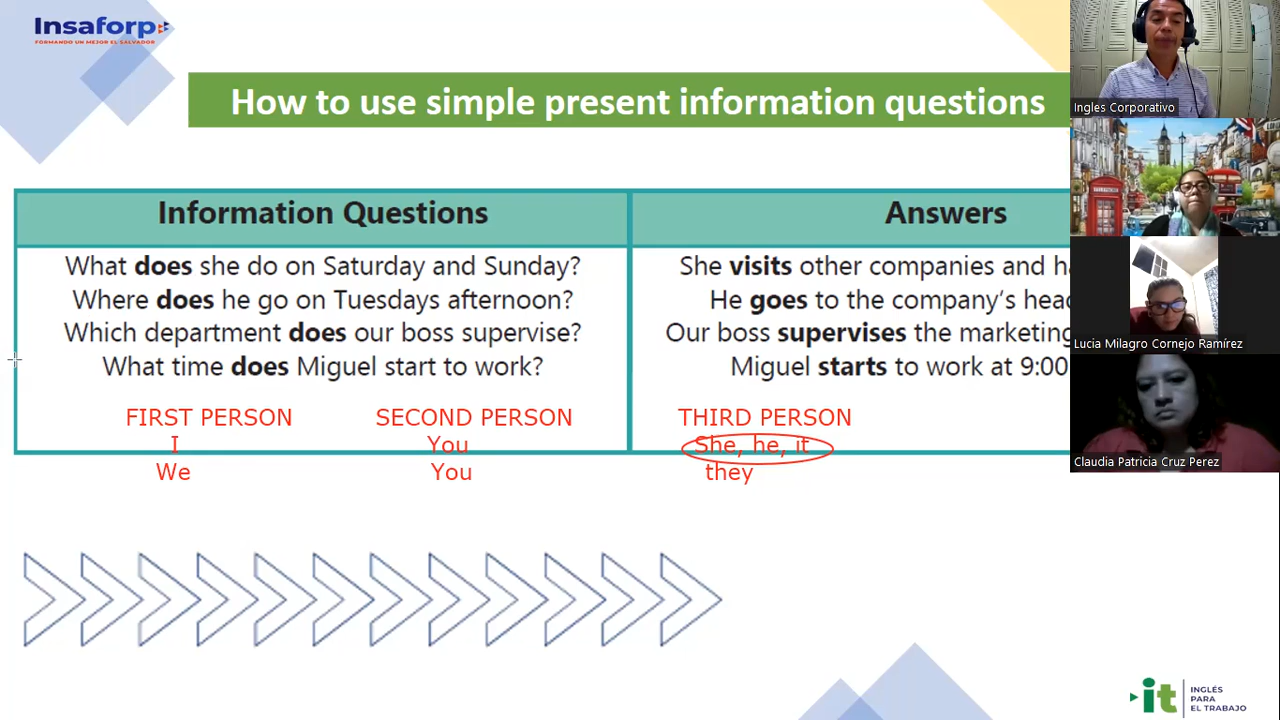 Insaforp
FORMANDO UN MEJOR EL SALVADOR
How to use simple present information questions
Information Questions
Answers
What does she do on Saturday and Sunday?
She visits other companies and ha
Where does he go on Tuesdays afternoon?
He goes to the company's head
Which department does our boss supervise?
Our boss supervises the marketing
What time does Miguel start to work?
Miguel starts to work at 9:00
FIRST PERSON
SECOND PERSON
THIRD PERSON
I
You
She, he, it
We
You
they
Ingles Corporativo
Lucia Milagro Cornejo Ramírez
Claudia Patricia Cruz Perez
it
INGLÉS
PARA
EL TRABAJO